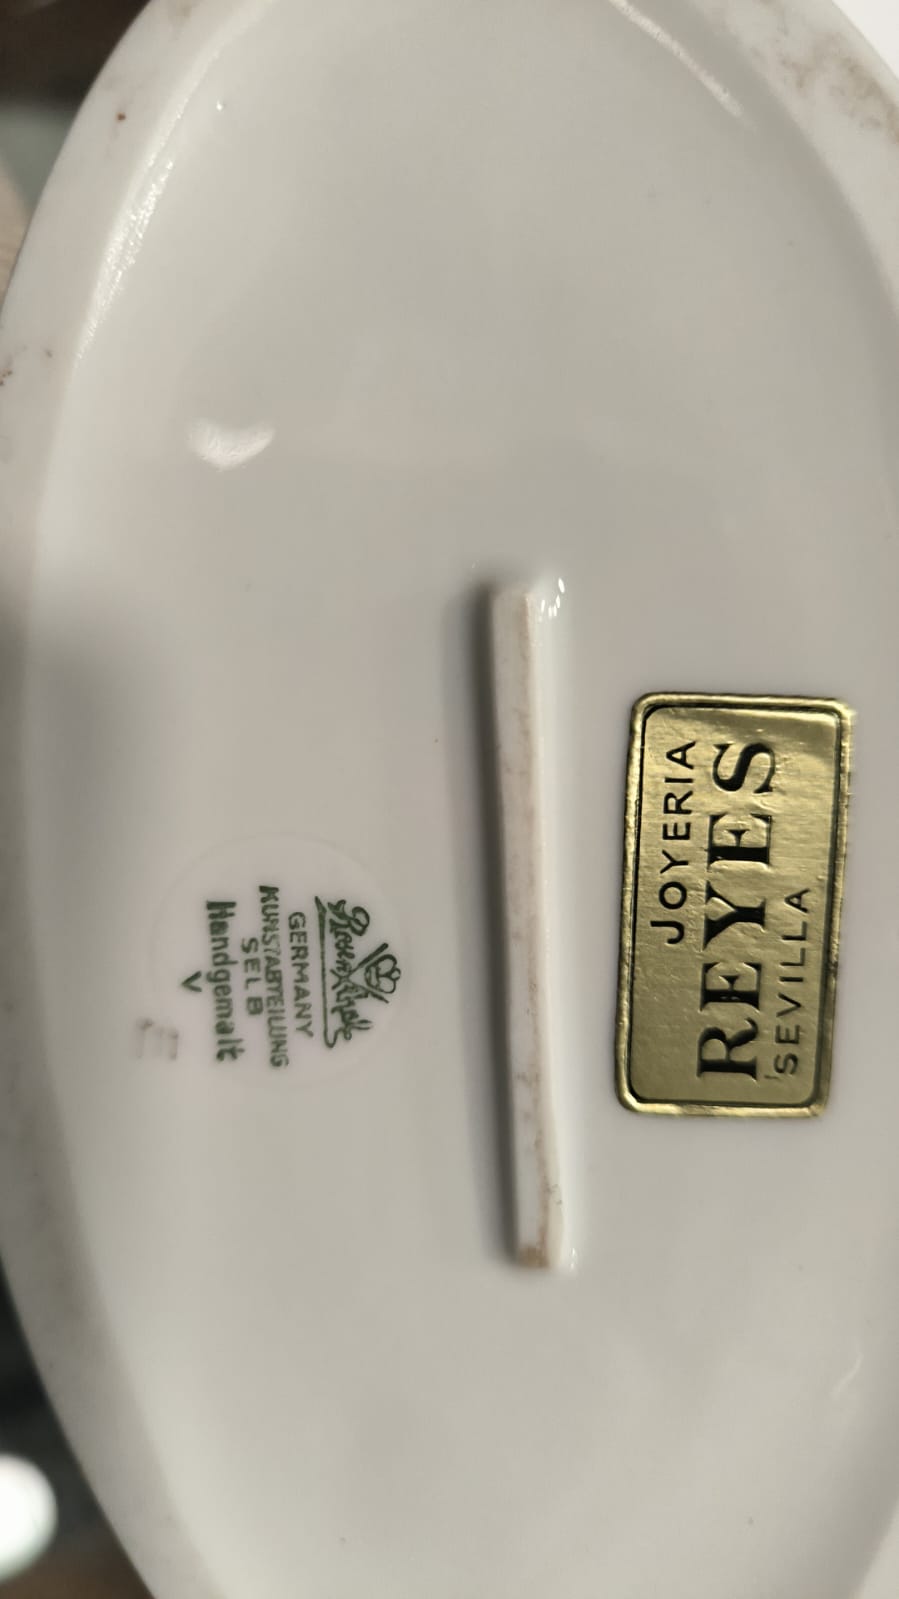 Rosenthal
GERMANY
KUNSTABTEILUNG
SELB
Handgemalt
V
E
JOYERIA
REYES
SEVILLA